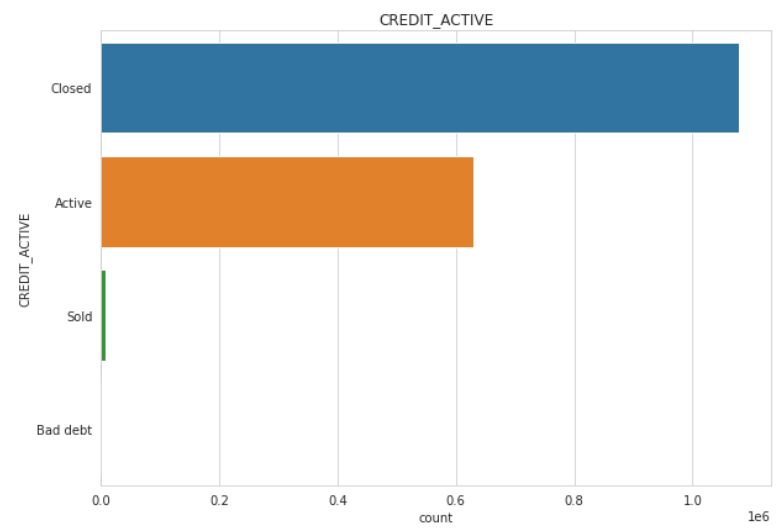 CREDIT_ACTIVE
CREDIT_ACTIVE
Closed
Active
Sold
Bad debt
0.0 0.2 0.4 0.6 0.8 1.0
1e6
count